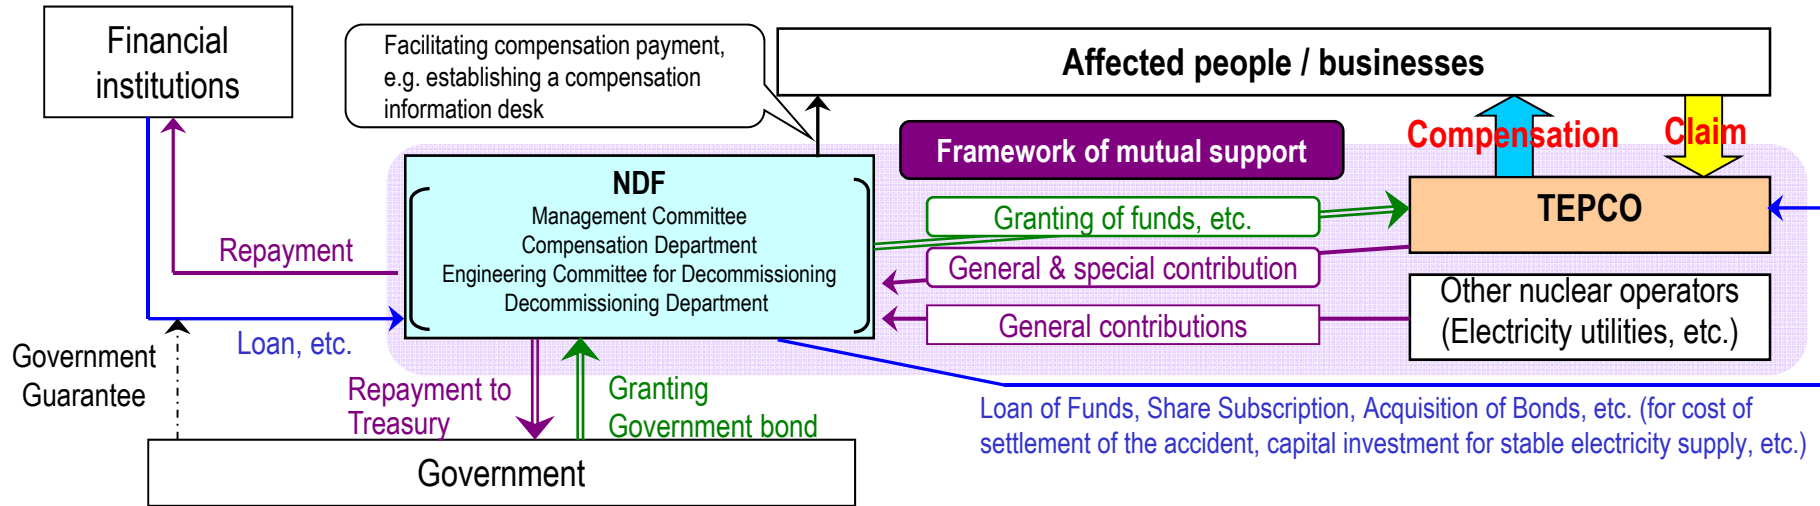 Financial
institutions
Facilitating compensation payment,
e.g. establishing a compensation
information desk
Affected people / businesses
Framework of mutual support
Compensation
Claim
NDF
Management Committee
Compensation Department
Engineering Committee for Decommissioning
Decommissioning Department
Granting of funds, etc.
TEPCO
Repayment
General & special contribution
Other nuclear operators
(Electricity utilities, etc.)
General contributions
Loan, etc.
Government
Guarantee
Repayment to
Treasury
Granting
Government bond
Loan of Funds, Share Subscription, Acquisition of Bonds, etc. (for cost of
settlement of the accident, capital investment for stable electricity supply, etc.)
Government